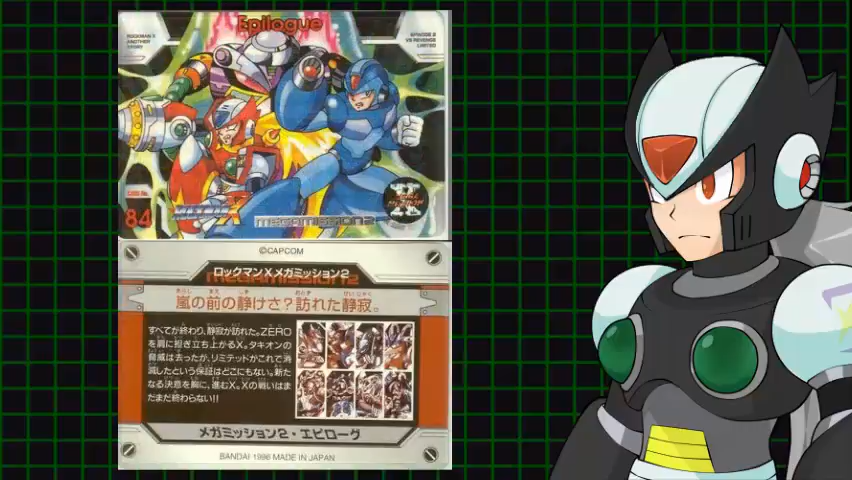 Epilogue
ROCKMAN X
ANOTHER
STORY
EPISODE 2
VS REVENGE
LIMITED
CARD No.
84
MEGAMISSION2
©CAPCOM
ロックマンXメガミッション2
MEGAMISSION2
嵐の前の静けさ?訪れた静寂。
すべてが終わり、静寂が訪れた。ZERO
を肩に担ぎ立ち上がるX。タキオンの
脅威は去ったが、リミテッドがこれで消
滅したという保証はどこにもない。新た
なる決意を胸に、進むX。Xの戦いはま
だまだ終わらない!!
メガミッション2・エピローグ
BANDAI 1996 MADE IN JAPAN